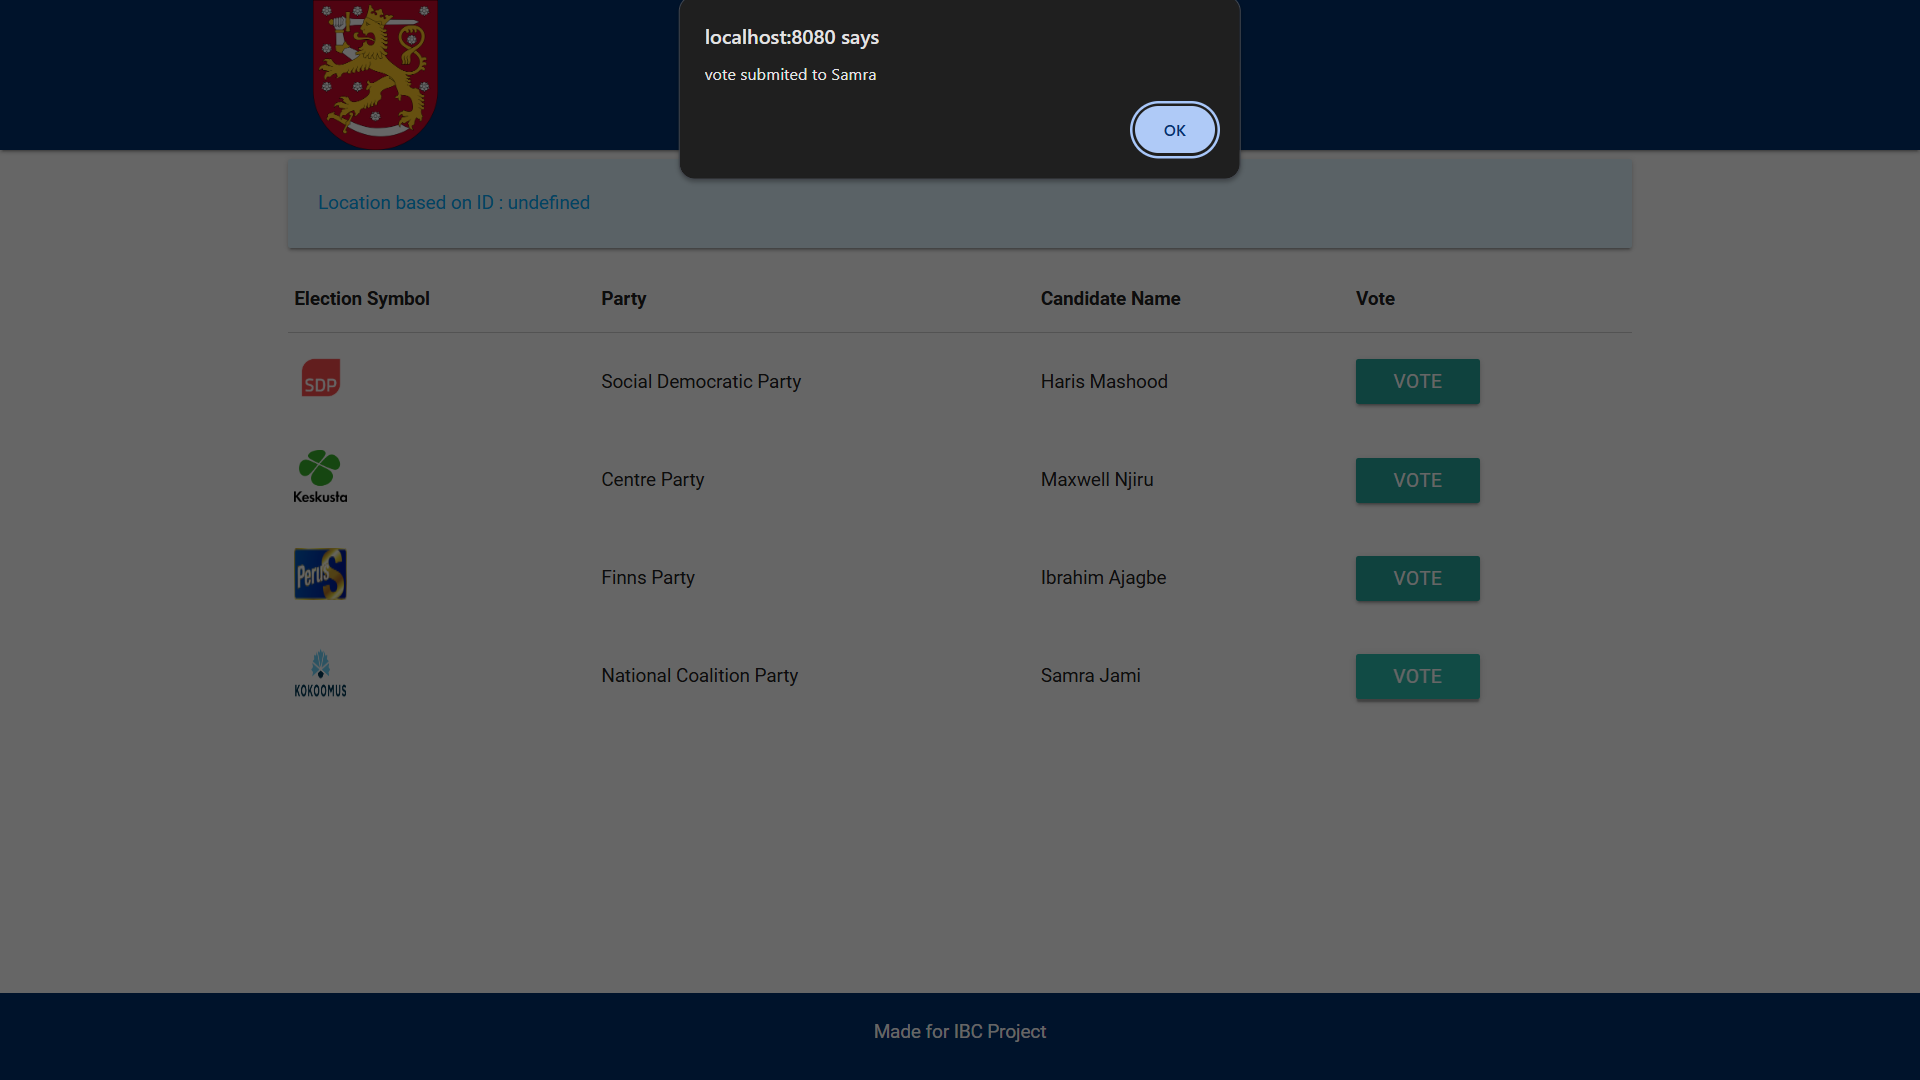 localhost:8080 says
vote submited to Samra
OK
Location based on ID : undefined
Election Symbol Party Candidate Name Vote
SDP Social Democratic Party Haris Mashood VOTE
Keskusta Centre Party Maxwell Njiru VOTE
PerusS Finns Party Ibrahim Ajagbe VOTE
KOKOOMUS National Coalition Party Samra Jami VOTE
Made for IBC Project